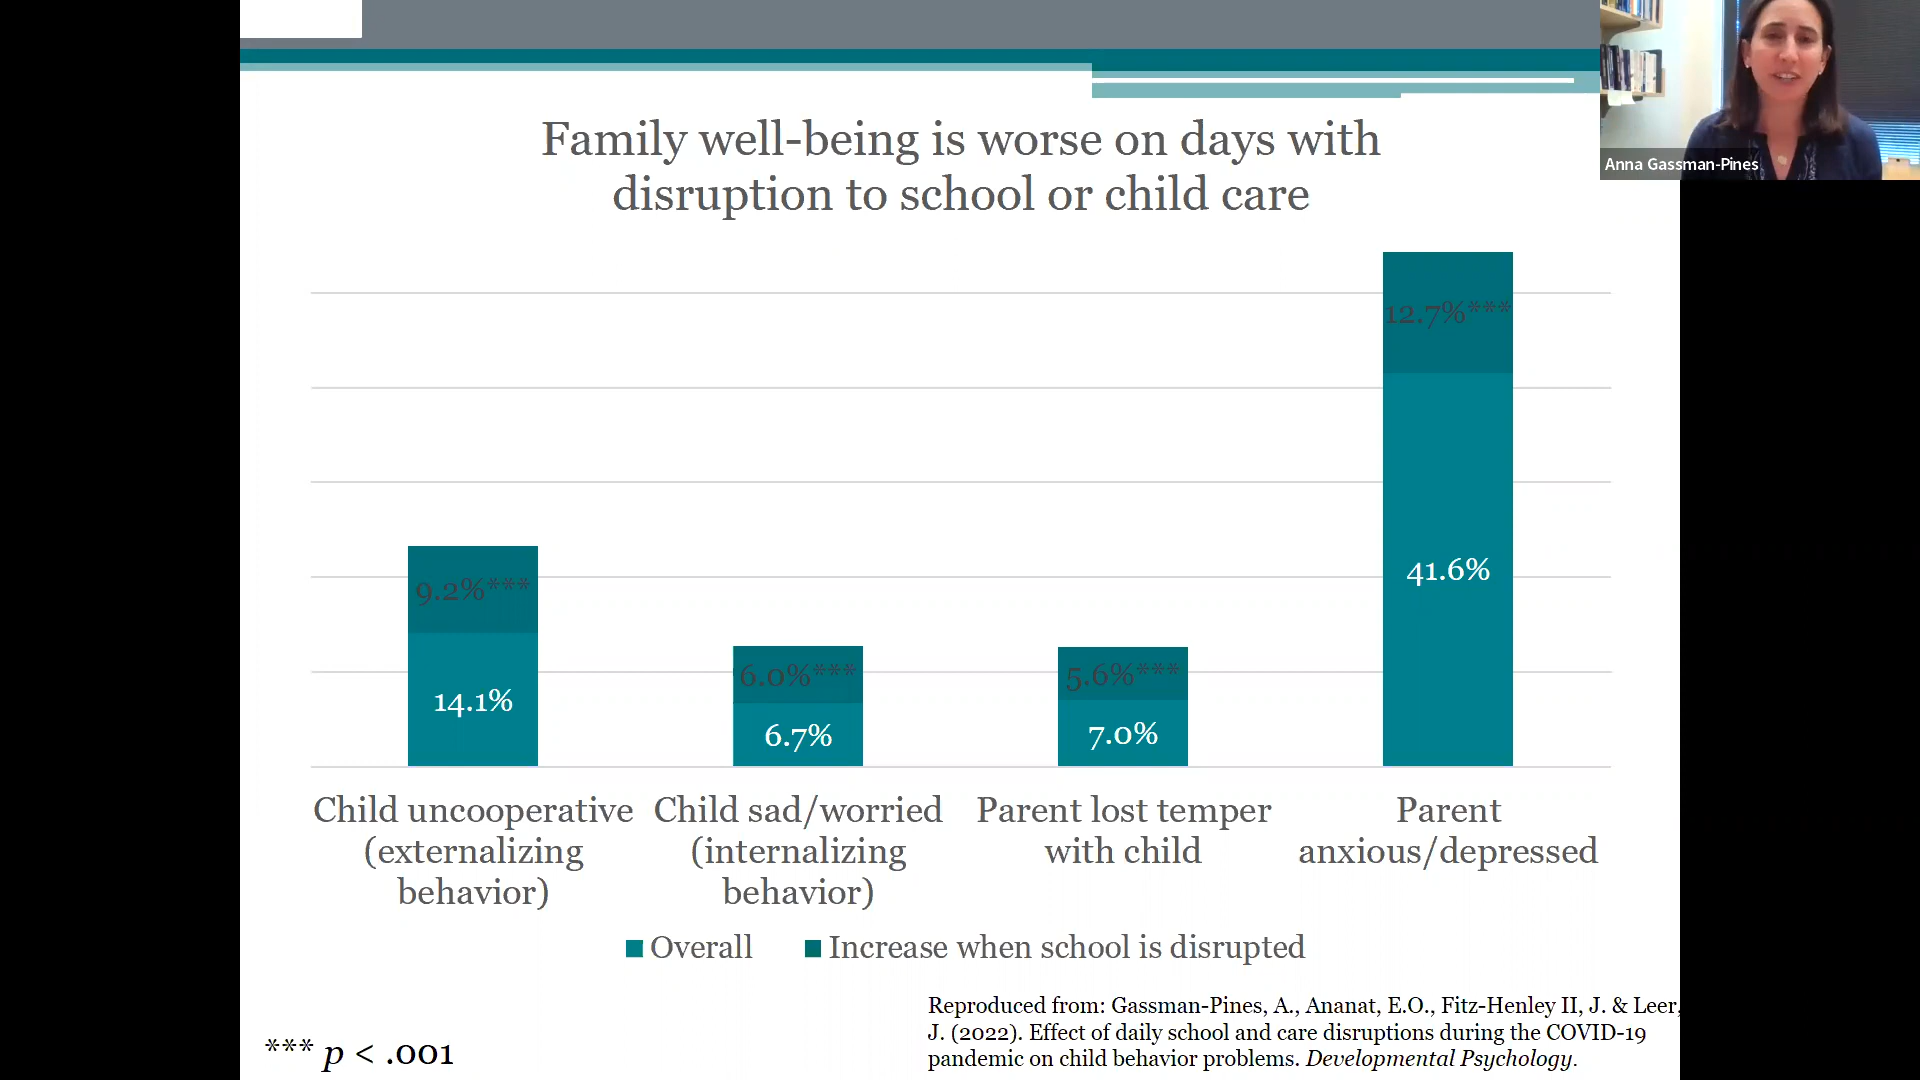 Anna Gassman-Pines
Family well-being is worse on days with
disruption to school or child care
12.7%***
41.6%
9.2%***
14.1%
6.0%***
6.7%
5.6%***
7.0%
Child uncooperative
(externalizing
behavior)
Child sad/worried
(internalizing
behavior)
Parent lost temper
with child
Parent
anxious/depressed
Overall
Increase when school is disrupted
Reproduced from: Gassman-Pines, A., Ananat, E.O., Fitz-Henley II, J. & Leer,
J. (2022). Effect of daily school and care disruptions during the COVID-19
pandemic on child behavior problems. Developmental Psychology.
*** p < .001